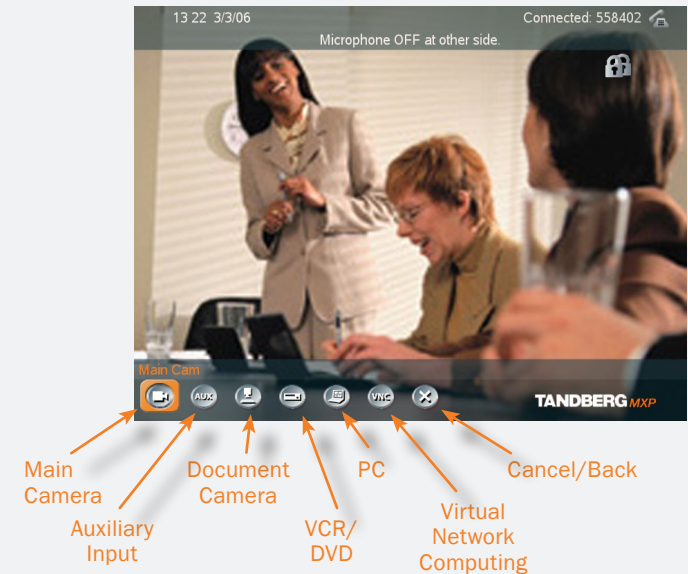 13 22 3/3/06
Connected: 558402
Microphone OFF at other side.
Main Cam
AUX
VNC
TANDBERG MXP
Main
Camera
Auxiliary
Input
Document
Camera
VCR/
DVD
PC
Virtual
Network
Computing
Cancel/Back